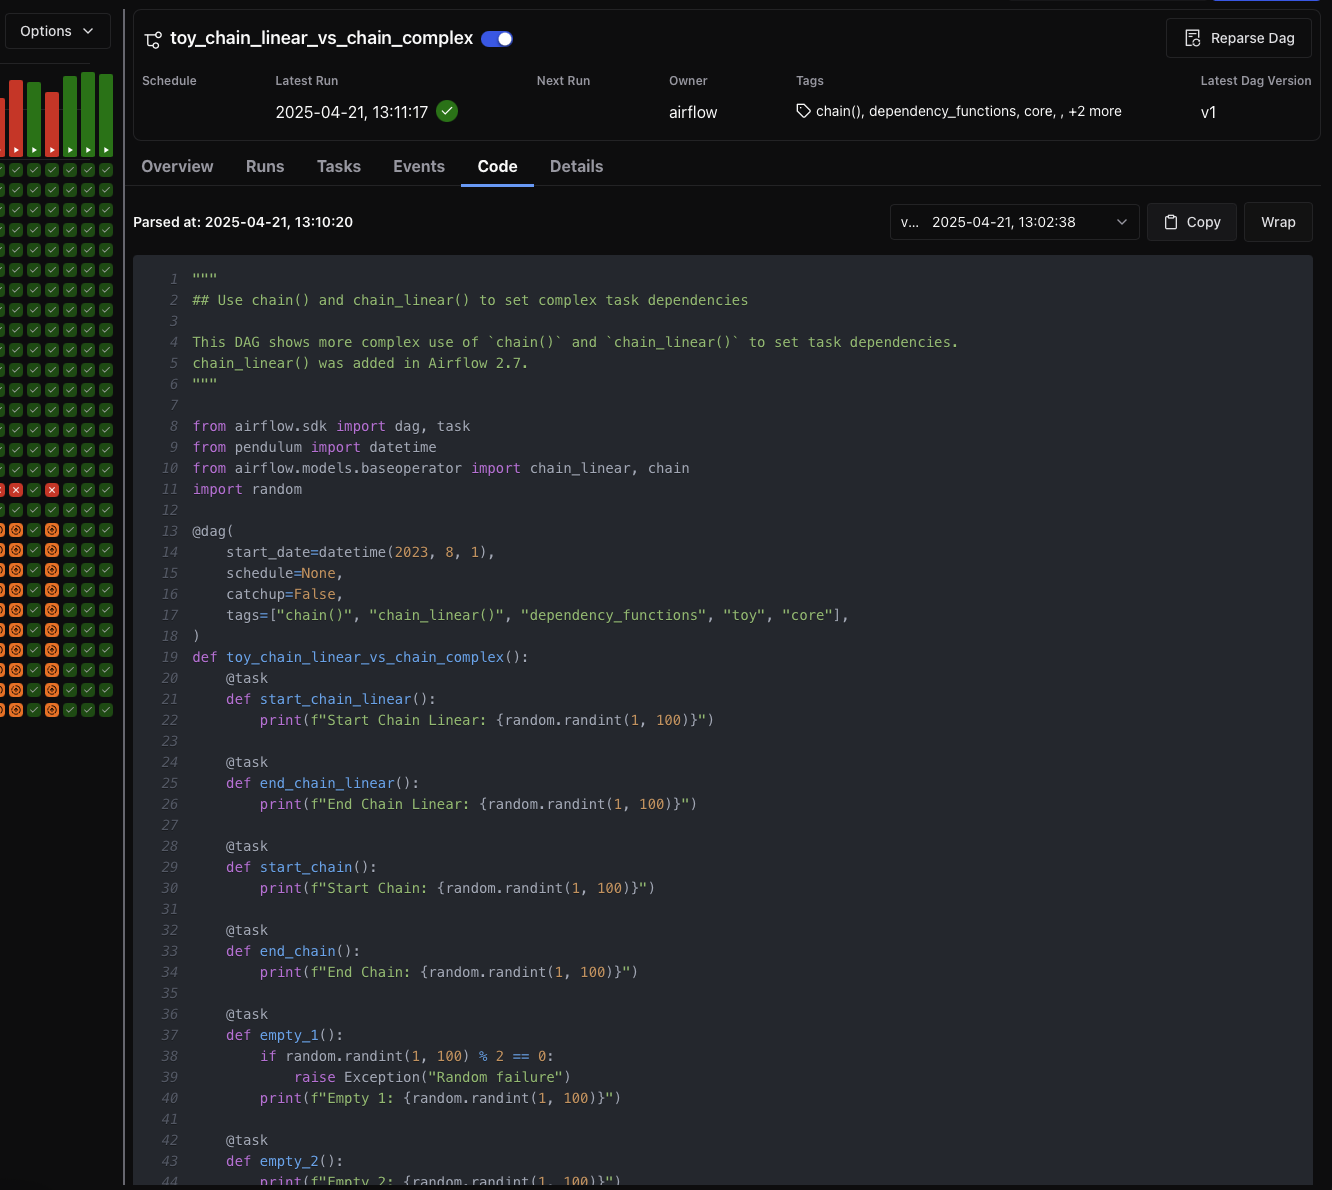 Options
toy_chain_linear_vs_chain_complex
Reparse Dag
Schedule
Latest Run
Next Run
Owner
Tags
Latest Dag Version
2025-04-21, 13:11:17
airflow
chain(), dependency_functions, core, , +2 more
v1
Overview Runs Tasks Events Code Details
Parsed at: 2025-04-21, 13:10:20
v... 2025-04-21, 13:02:38
Copy
Wrap
1 """
2 ## Use chain() and chain_linear() to set complex task dependencies
3
4 This DAG shows more complex use of `chain()` and `chain_linear()` to set task dependencies.
5 chain_linear() was added in Airflow 2.7.
6 """
7
8 from airflow.sdk import dag, task
9 from pendulum import datetime
10 from airflow.models.baseoperator import chain_linear, chain
11 import random
12
13 @dag(
14     start_date=datetime(2023, 8, 1),
15     schedule=None,
16     catchup=False,
17     tags=["chain()", "chain_linear()", "dependency_functions", "toy", "core"],
18 )
19 def toy_chain_linear_vs_chain_complex():
20     @task
21     def start_chain_linear():
22         print(f"Start Chain Linear: {random.randint(1, 100)}")
23
24     @task
25     def end_chain_linear():
26         print(f"End Chain Linear: {random.randint(1, 100)}")
27
28     @task
29     def start_chain():
30         print(f"Start Chain: {random.randint(1, 100)}")
31
32     @task
33     def end_chain():
34         print(f"End Chain: {random.randint(1, 100)}")
35
36     @task
37     def empty_1():
38         if random.randint(1, 100) % 2 == 0:
39             raise Exception("Random failure")
40         print(f"Empty 1: {random.randint(1, 100)}")
41
42     @task
43     def empty_2():
44         print(f"Empty 2: {random.randint(1, 100)}")